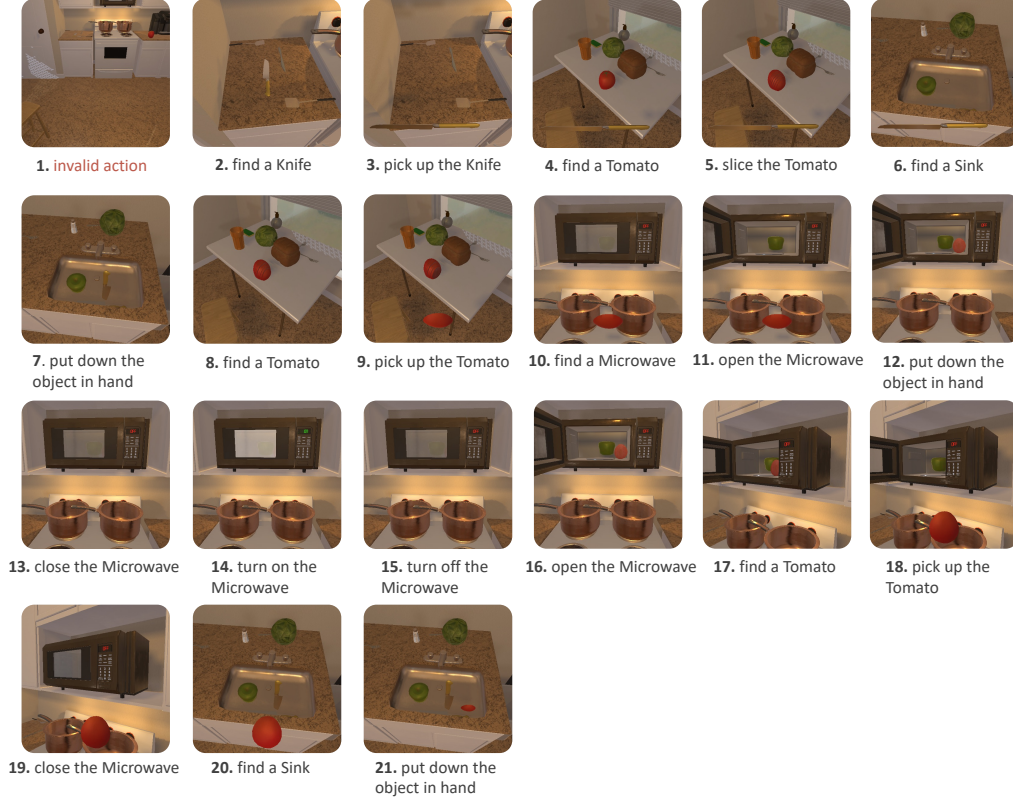 1. invalid action
2. find a Knife
3. pick up the Knife
4. find a Tomato
5. slice the Tomato
6. find a Sink
7. put down the
object in hand
8. find a Tomato
9. pick up the Tomato
10. find a Microwave
11. open the Microwave
12. put down the
object in hand
13. close the Microwave
14. turn on the
Microwave
15. turn off the
Microwave
16. open the Microwave
17. find a Tomato
18. pick up the
Tomato
19. close the Microwave
20. find a Sink
21. put down the
object in hand